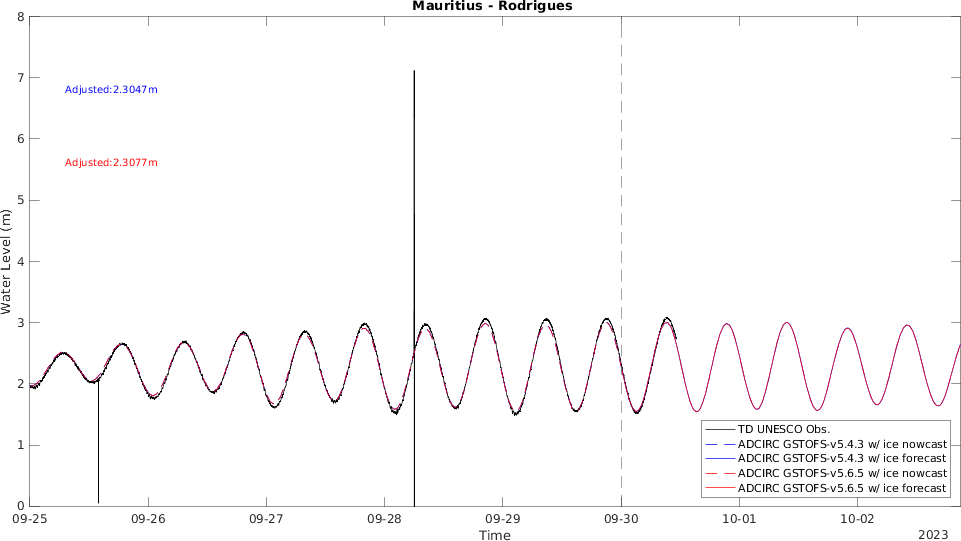 Mauritius - Rodrigues
8
7
6
5
4
3
2
1
0
Water Level (m)
Adjusted:2.3047m
Adjusted:2.3077m
TD UNESCO Obs.
ADCIRC GSTOFS-v5.4.3 w/ ice nowcast
ADCIRC GSTOFS-v5.4.3 w/ ice forecast
ADCIRC GSTOFS-v5.6.5 w/ ice nowcast
ADCIRC GSTOFS-v5.6.5 w/ ice forecast
09-25 09-26 09-27 09-28 09-29 09-30 10-01 10-02
Time
2023